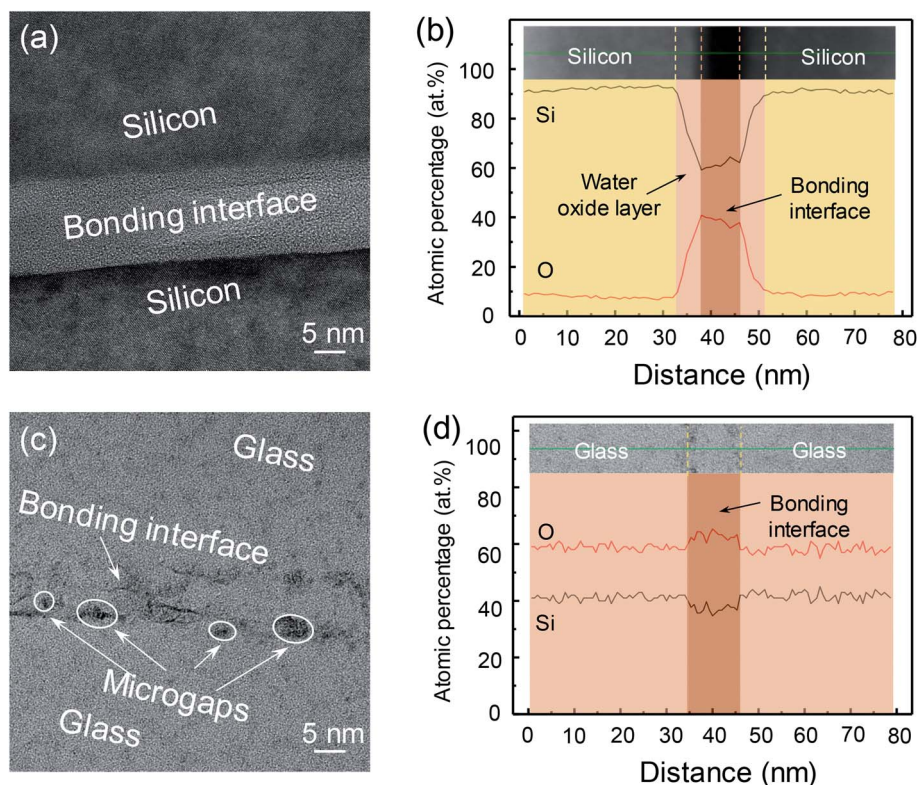 (a)
Silicon
Bonding interface
Silicon
5 nm
(b)
Atomic percentage (at.%)
100
80
60
40
20
0
Silicon
Silicon
Si
Water
oxide layer
Bonding
interface
O
0 10 20 30 40 50 60 70 80
Distance (nm)
(c)
Glass
Bonding interface
Microgaps
Glass
5 nm
(d)
Atomic percentage (at.%)
100
80
60
40
20
0
Glass
Glass
Bonding
interface
O
Si
0 10 20 30 40 50 60 70 80
Distance (nm)